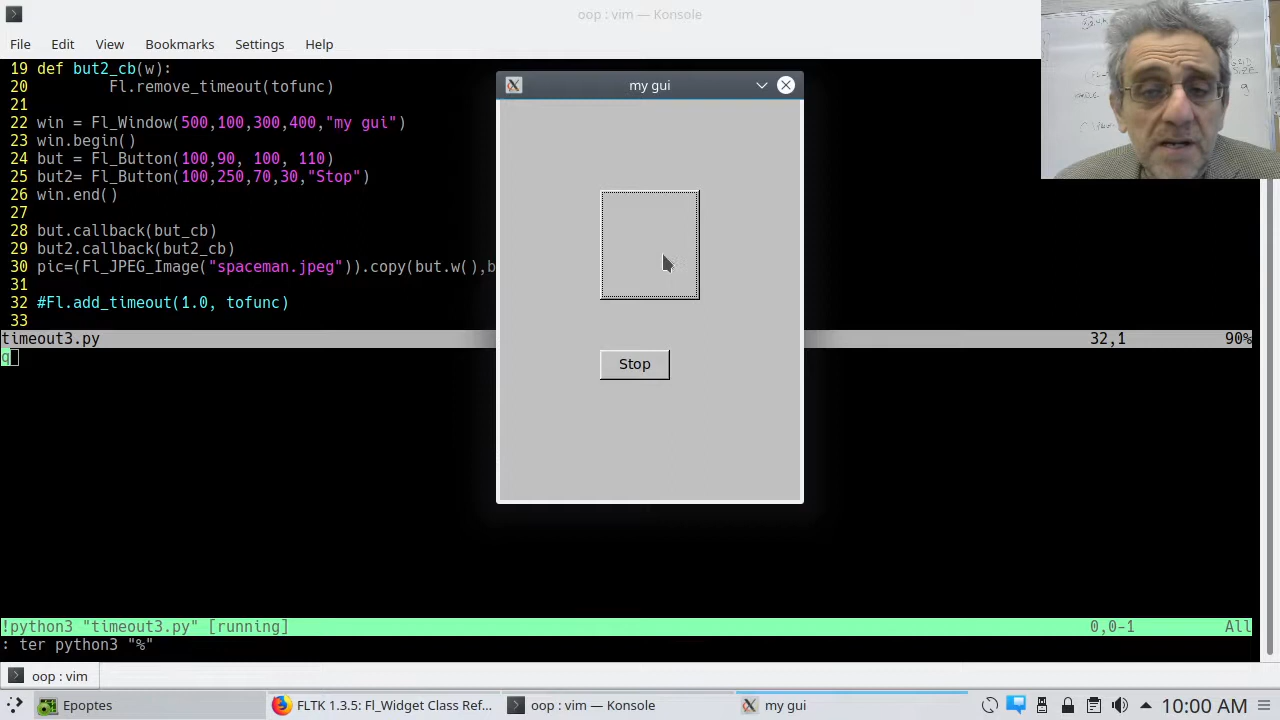 oop : vim — Konsole
File Edit View Bookmarks Settings Help
19 def but2_cb(w):
20 Fl.remove_timeout(tofunc)
21
22 win = Fl_Window(500,100,300,400,"my gui")
23 win.begin()
24 but = Fl_Button(100,90, 100, 110)
25 but2= Fl_Button(100,250,70,30,"Stop")
26 win.end()
27
28 but.callback(but_cb)
29 but2.callback(but2_cb)
30 pic=(Fl_JPEG_Image("spaceman.jpeg")).copy(but.w(),b
31
32 #Fl.add_timeout(1.0, tofunc)
33
timeout3.py 32,1 90%
my gui
Stop
!python3 "timeout3.py" [running] 0,0-1 All
: ter python3 "%"
oop : vim
Epoptes FLTK 1.3.5: Fl_Widget Class Ref... oop : vim — Konsole my gui 10:00 AM